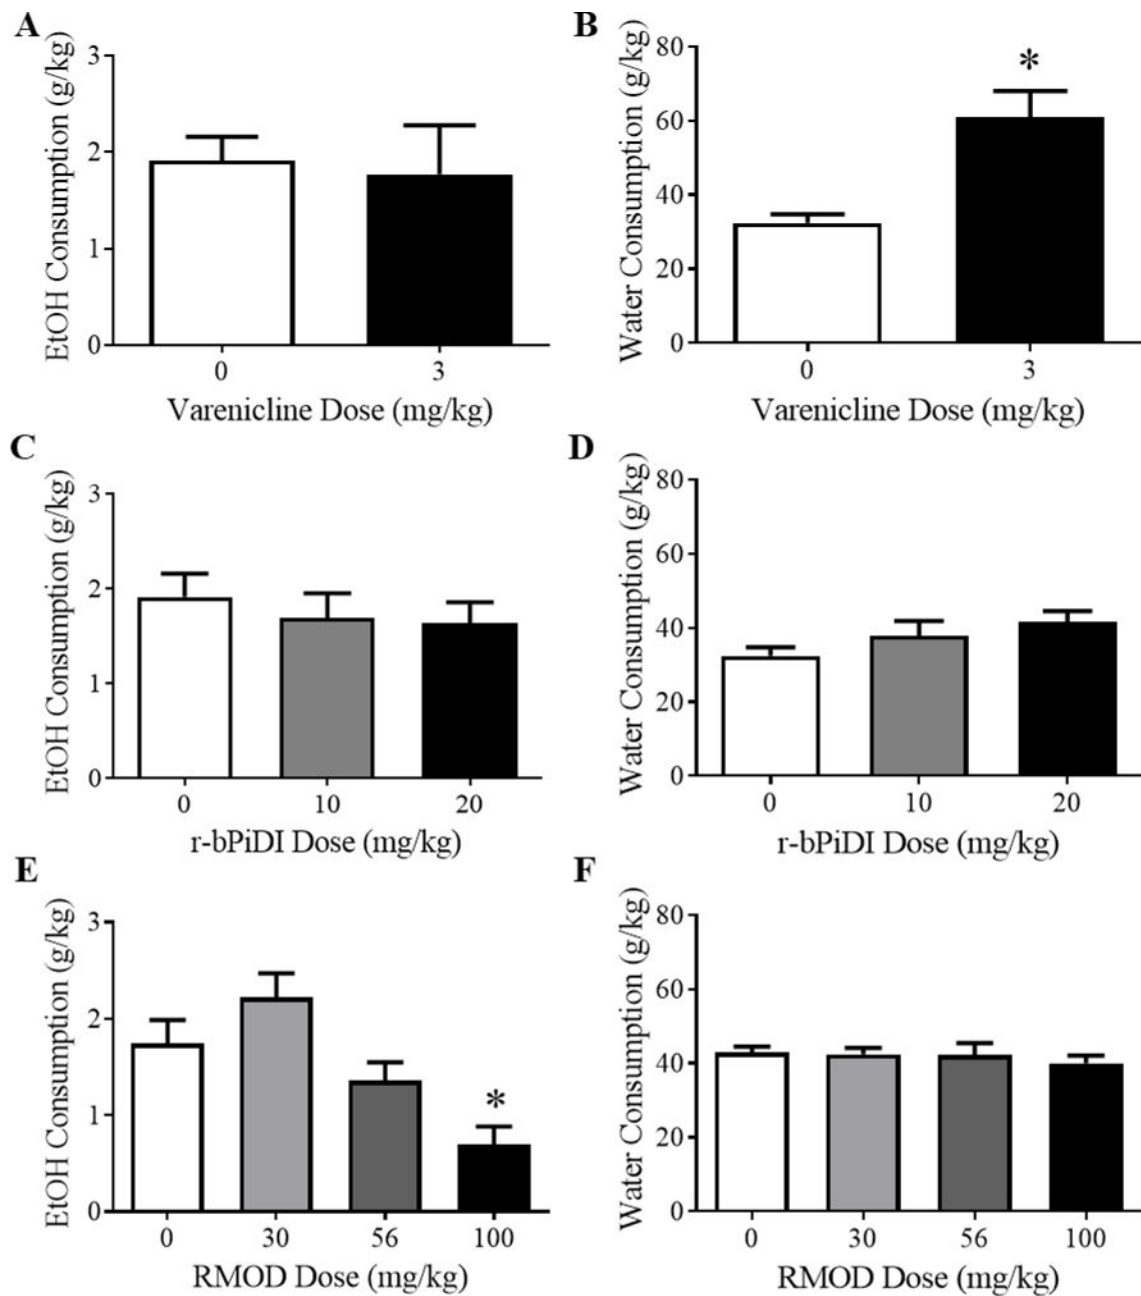 A
EtOH Consumption (g/kg)
3
2
1
0
0 3
Varenicline Dose (mg/kg)
B
Water Consumption (g/kg)
80
60
40
20
0
*
0 3
Varenicline Dose (mg/kg)
C
EtOH Consumption (g/kg)
3
2
1
0
0 10 20
r-bPiDI Dose (mg/kg)
D
Water Consumption (g/kg)
80
60
40
20
0
0 10 20
r-bPiDI Dose (mg/kg)
E
EtOH Consumption (g/kg)
3
2
1
0
*
0 30 56 100
RMOD Dose (mg/kg)
F
Water Consumption (g/kg)
80
60
40
20
0
0 30 56 100
RMOD Dose (mg/kg)